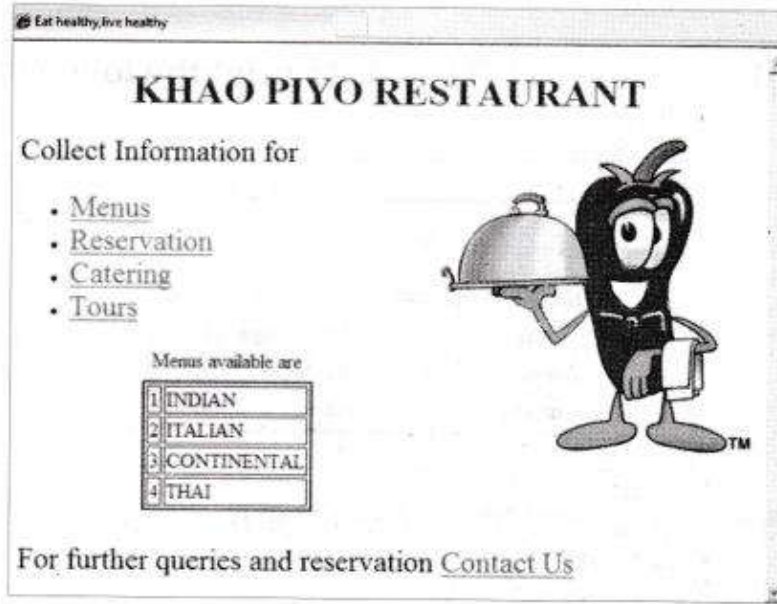 Eat healthy,live healthy
KHAO PIYO RESTAURANT
Collect Information for
• Menus
• Reservation
• Catering
• Tours
Menus available are
1 INDIAN
2 ITALIAN
3 CONTINENTAL
4 THAI
TM
For further queries and reservation Contact Us